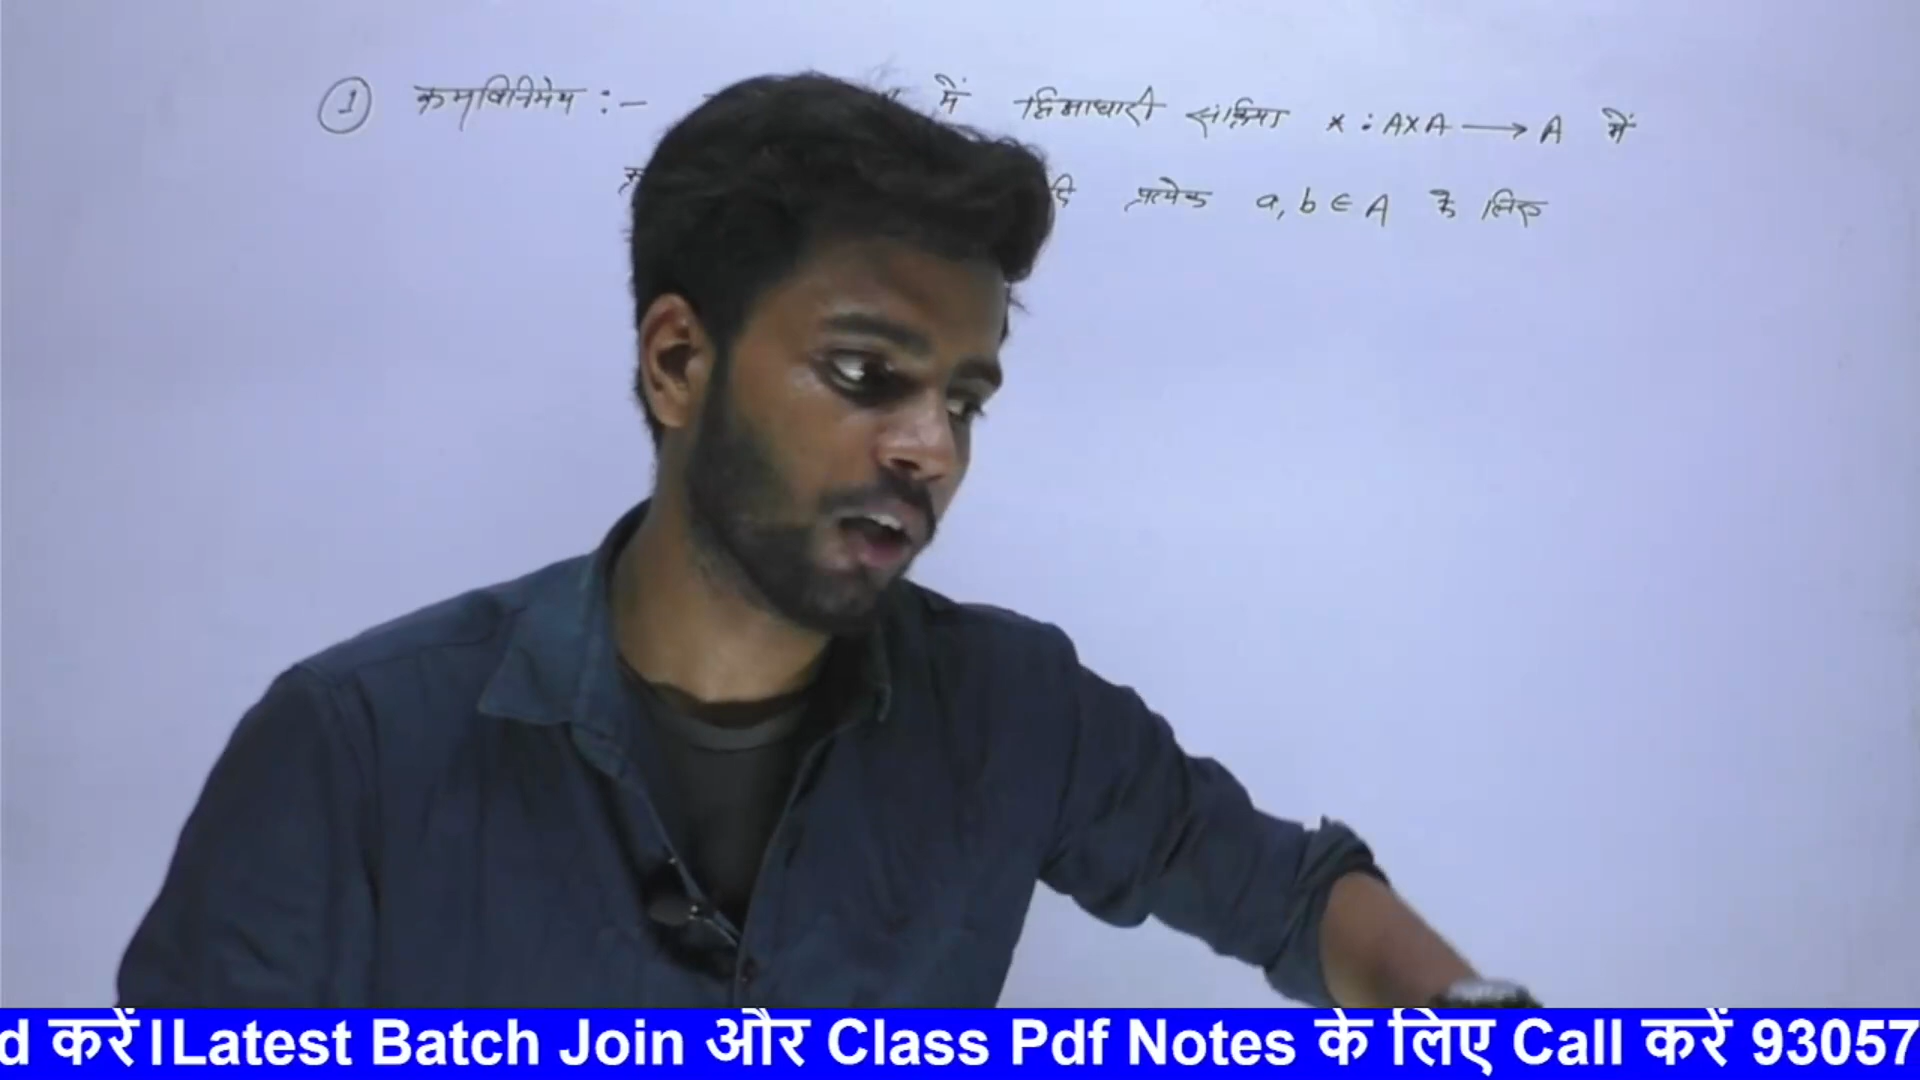 ① क्रमविनिमेय :- में द्विआधारी संक्रिया * : A×A → A में
प्रत्येक a, b ∈ A के लिए
d करें।Latest Batch Join और Class Pdf Notes के लिए Call करें 93057